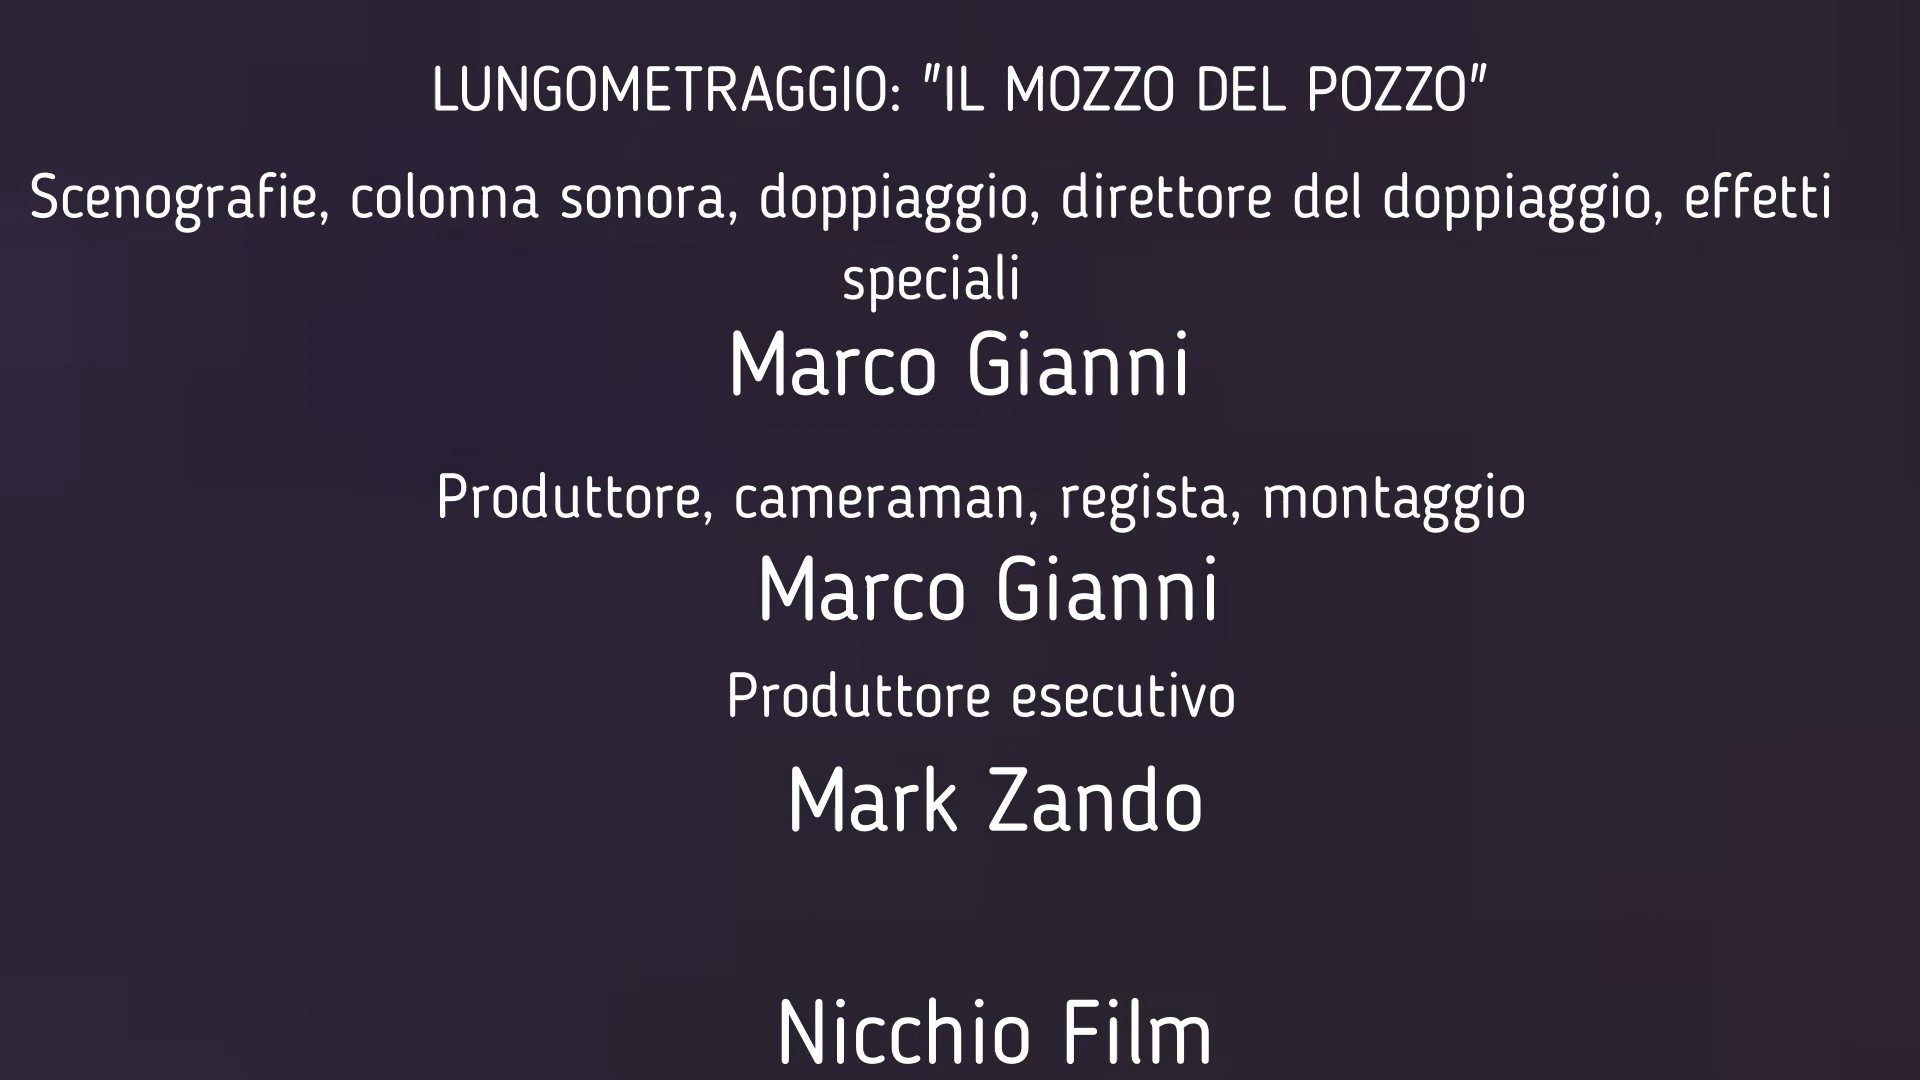 LUNGOMETRAGGIO: "IL MOZZO DEL POZZO"
Scenografie, colonna sonora, doppiaggio, direttore del doppiaggio, effetti
speciali
Marco Gianni
Produttore, cameraman, regista, montaggio
Marco Gianni
Produttore esecutivo
Mark Zando
Nicchio Film